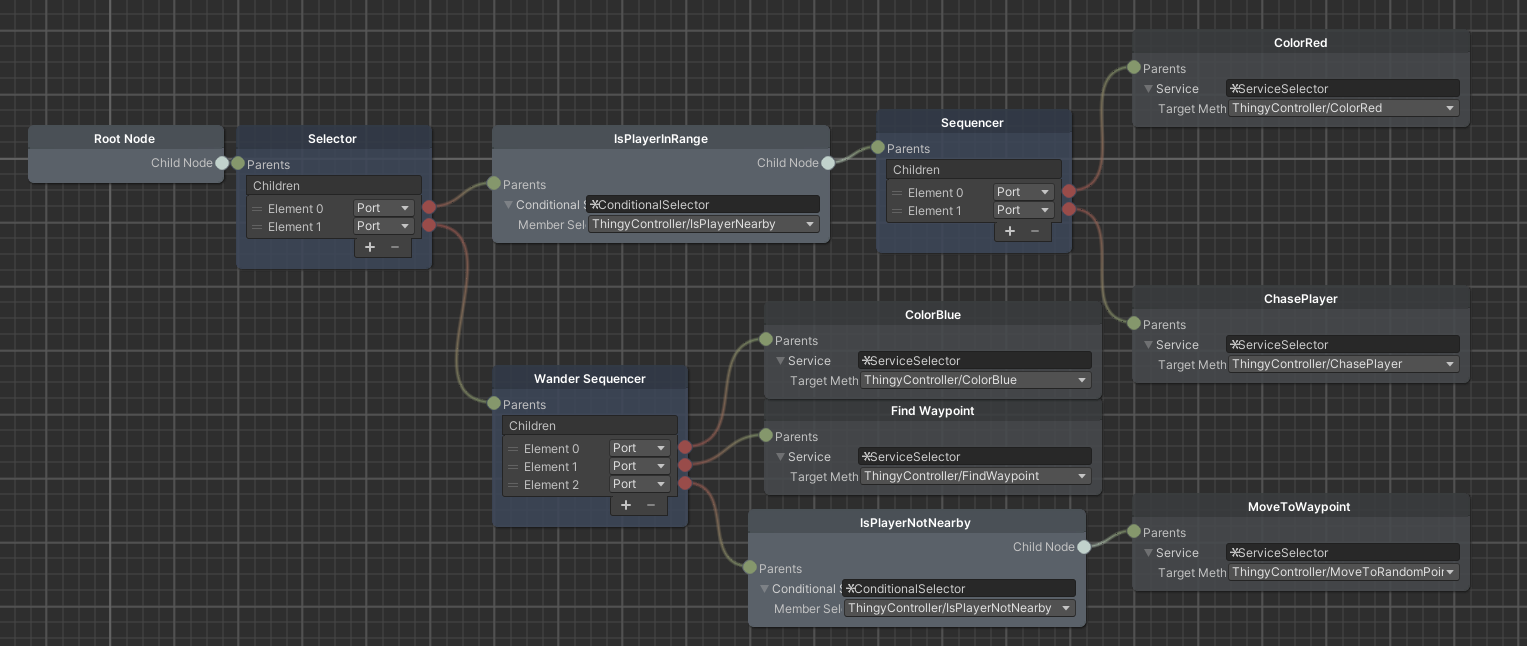 Root Node
Child Node
Selector
Parents
Children
Element 0 Port
Element 1 Port
+ −
IsPlayerInRange
Child Node
Parents
Conditional ConditionalSelector
Member Sel ThingyController/IsPlayerNearby
Sequencer
Parents
Children
Element 0 Port
Element 1 Port
+ −
ColorRed
Parents
Service ServiceSelector
Target Meth ThingyController/ColorRed
ChasePlayer
Parents
Service ServiceSelector
Target Meth ThingyController/ChasePlayer
Wander Sequencer
Parents
Children
Element 0 Port
Element 1 Port
Element 2 Port
+ −
ColorBlue
Parents
Service ServiceSelector
Target Meth ThingyController/ColorBlue
Find Waypoint
Parents
Service ServiceSelector
Target Meth ThingyController/FindWaypoint
IsPlayerNotNearby
Child Node
Parents
Conditional ConditionalSelector
Member Sel ThingyController/IsPlayerNotNearby
MoveToWaypoint
Parents
Service ServiceSelector
Target Meth ThingyController/MoveToRandomPoin